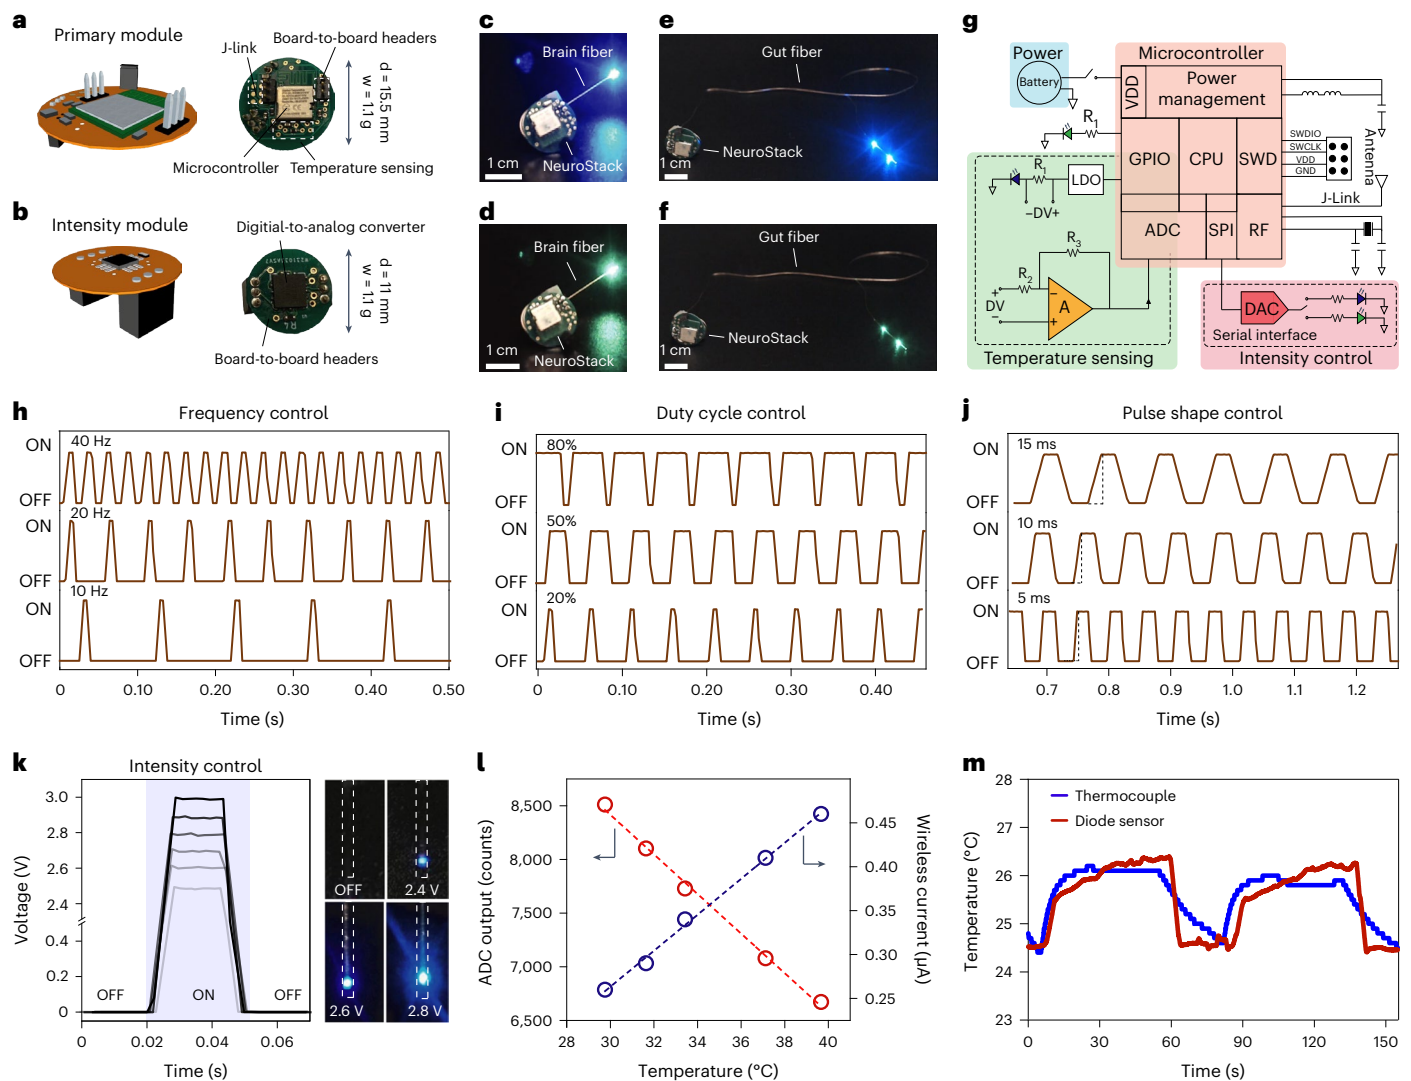 a
Primary module
J-link
Board-to-board headers
d = 15.5 mm
w = 1.1 g
Microcontroller
Temperature sensing
b
Intensity module
Digitial-to-analog converter
d = 11 mm
w = 1.1 g
Board-to-board headers
c
Brain fiber
1 cm
NeuroStack
d
Brain fiber
1 cm
NeuroStack
e
Gut fiber
NeuroStack
1 cm
f
Gut fiber
NeuroStack
1 cm
g
Power
Battery
Microcontroller
VDD
Power
management
R1
GPIO
CPU
SWD
SWDIO
SWCLK
VDD
GND
J-Link
Antenna
R1
LDO
–DV+
ADC
SPI
RF
R3
R2
+
DV
–
–
+
A
Temperature sensing
DAC
Serial interface
Intensity control
h
Frequency control
ON
40 Hz
OFF
ON
20 Hz
OFF
10 Hz
ON
OFF
0 0.10 0.20 0.30 0.40 0.50
Time (s)
i
Duty cycle control
ON
80%
OFF
ON
50%
OFF
ON
20%
OFF
0 0.10 0.20 0.30 0.40
Time (s)
j
Pulse shape control
ON
15 ms
OFF
ON
10 ms
OFF
5 ms
ON
OFF
0.7 0.8 0.9 1.0 1.1 1.2
Time (s)
k
Intensity control
Voltage (V)
3.0
2.8
2.6
2.4
0.4
0.2
0
OFF ON OFF
0 0.02 0.04 0.06
Time (s)
OFF
2.4 V
2.6 V
2.8 V
l
ADC output (counts)
8,500
8,000
7,500
7,000
6,500
Wireless current (µA)
0.45
0.40
0.35
0.30
0.25
28 30 32 34 36 38 40
Temperature (°C)
m
Temperature (°C)
28
27
26
25
24
23
Thermocouple
Diode sensor
0 30 60 90 120 150
Time (s)